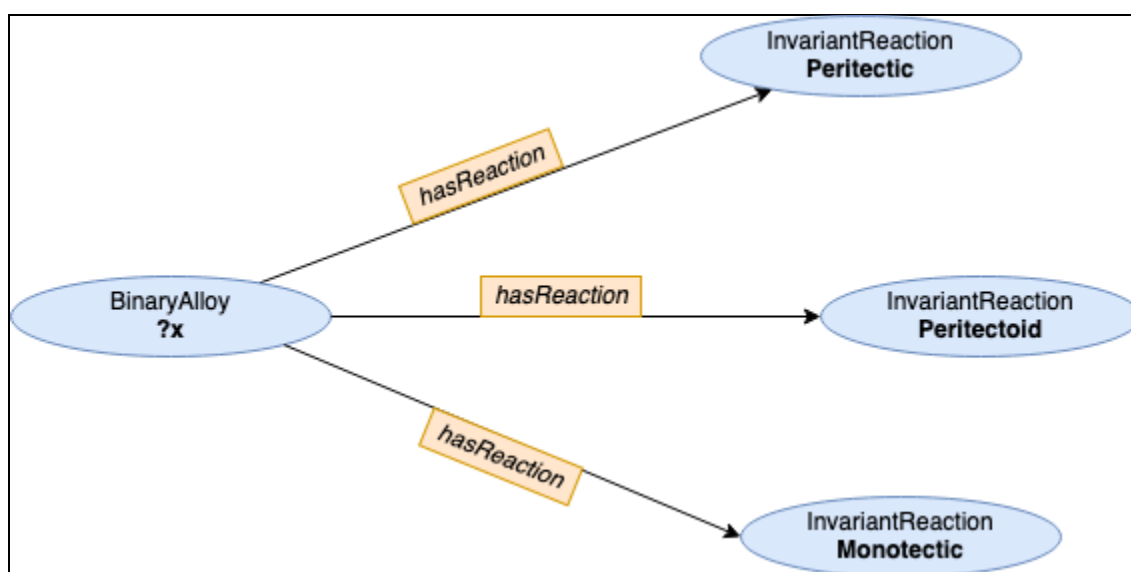 InvariantReaction
Peritectic
hasReaction
BinaryAlloy
?x
hasReaction
InvariantReaction
Peritectoid
hasReaction
InvariantReaction
Monotectic